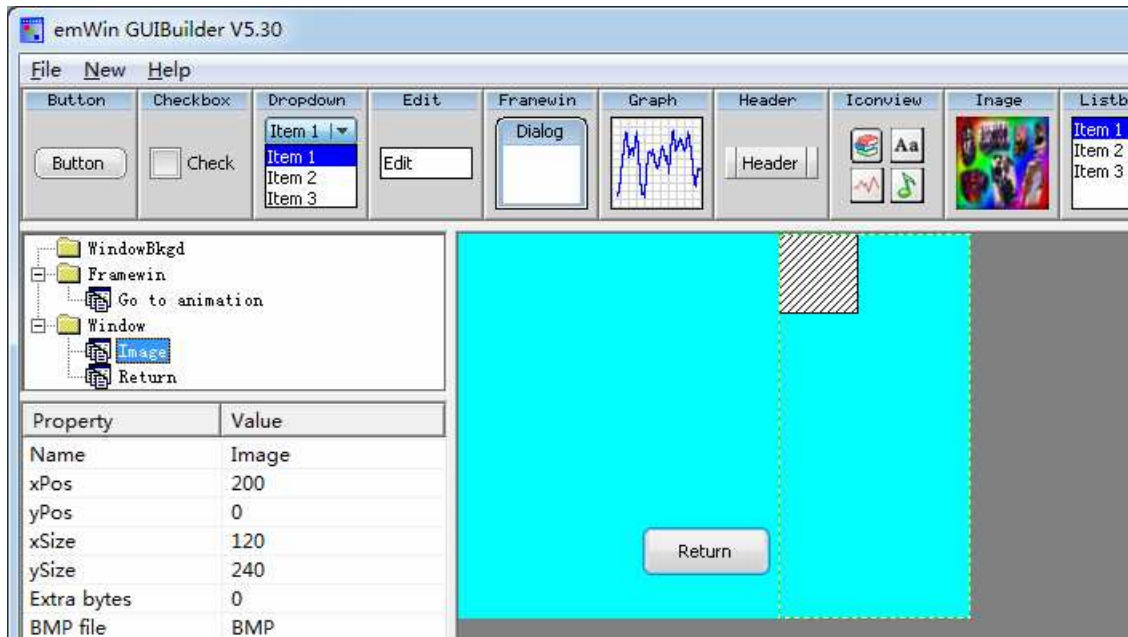 emWin GUIBuilder V5.30
File New Help
Button Checkbox Dropdown Edit Framewin Graph Header Iconview Image Listb
Button
Check
Item 1
Item 1
Item 2
Item 3
Edit
Dialog
Header
Aa
Item 1
Item 2
Item 3
WindowBkgd
Framewin
Go to animation
Window
Image
Return
Property Value
Name Image
xPos 200
yPos 0
xSize 120
ySize 240
Extra bytes 0
BMP file BMP
Return